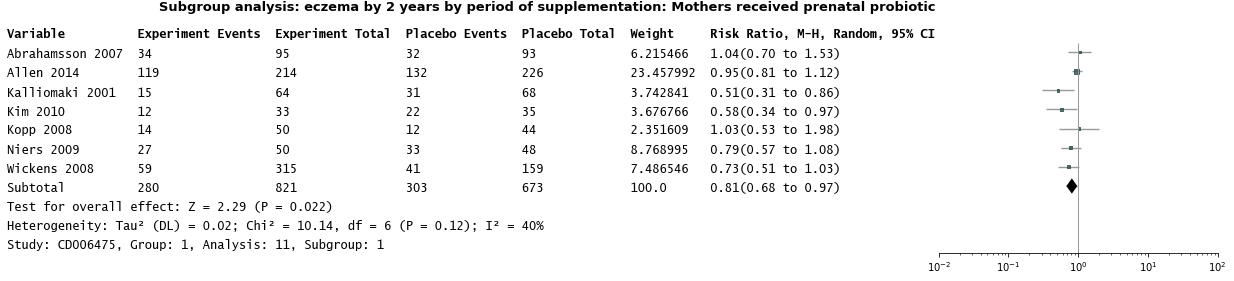 Subgroup analysis: eczema by 2 years by period of supplementation: Mothers received prenatal probiotic
Variable Experiment Events Experiment Total Placebo Events Placebo Total Weight Risk Ratio, M-H, Random, 95% CI
Abrahamsson 2007 34 95 32 93 6.215466 1.04(0.70 to 1.53)
Allen 2014 119 214 132 226 23.457992 0.95(0.81 to 1.12)
Kalliomaki 2001 15 64 31 68 3.742841 0.51(0.31 to 0.86)
Kim 2010 12 33 22 35 3.676766 0.58(0.34 to 0.97)
Kopp 2008 14 50 12 44 2.351609 1.03(0.53 to 1.98)
Niers 2009 27 50 33 48 8.768995 0.79(0.57 to 1.08)
Wickens 2008 59 315 41 159 7.486546 0.73(0.51 to 1.03)
Subtotal 280 821 303 673 100.0 0.81(0.68 to 0.97)
Test for overall effect: Z = 2.29 (P = 0.022)
Heterogeneity: Tau² (DL) = 0.02; Chi² = 10.14, df = 6 (P = 0.12); I² = 40%
Study: CD006475, Group: 1, Analysis: 11, Subgroup: 1
10⁻² 10⁻¹ 10⁰ 10¹ 10²